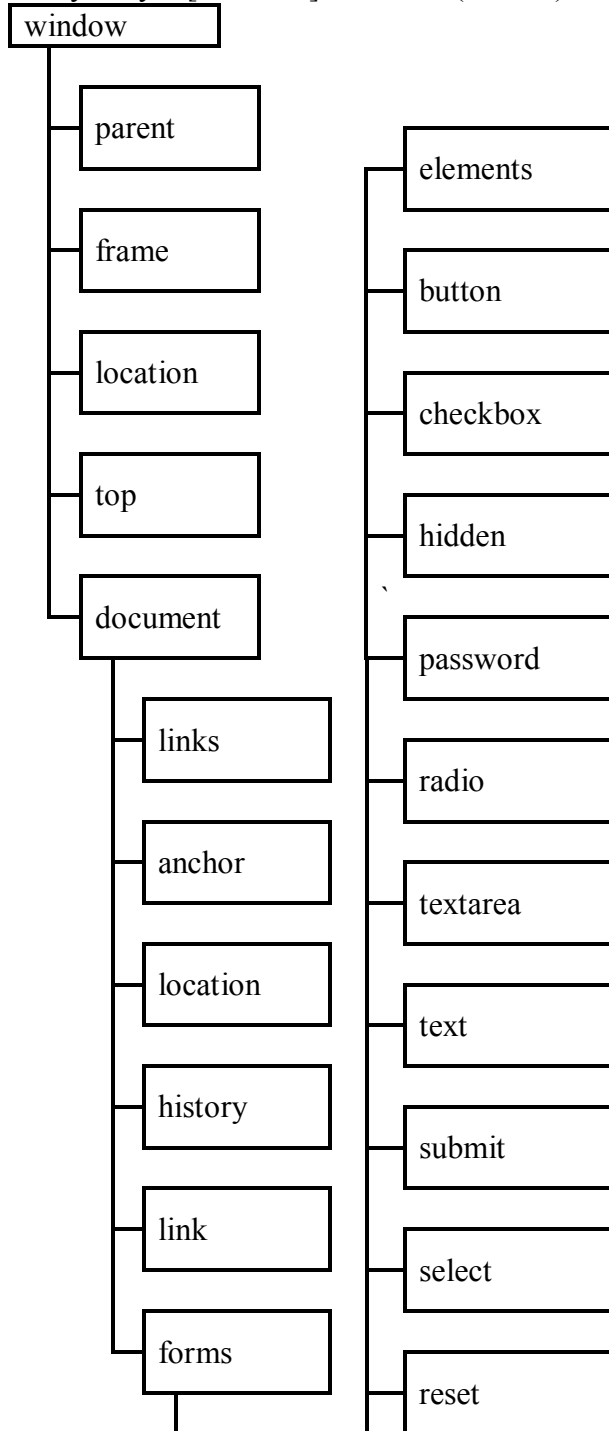 window
parent
frame
location
top
document
links
anchor
location
history
link
forms
elements
button
checkbox
hidden
`
password
radio
textarea
text
submit
select
reset